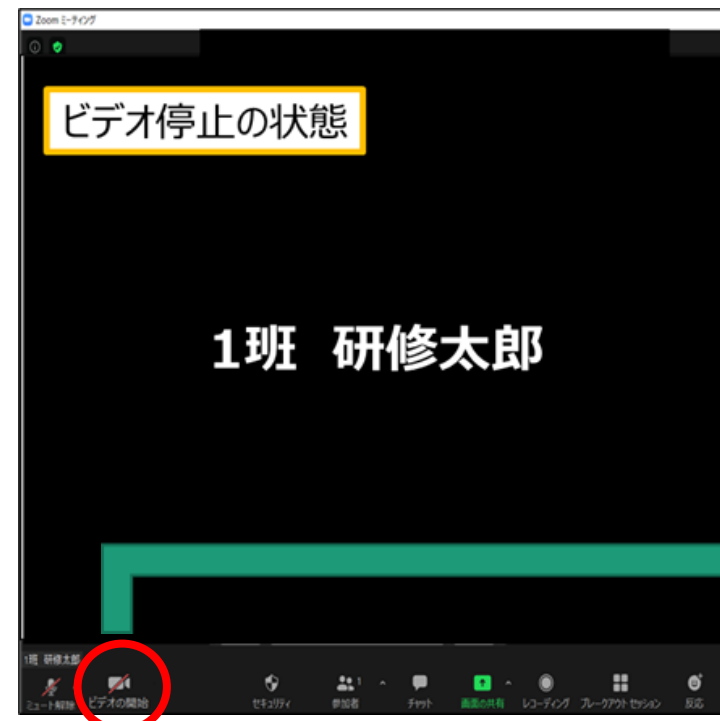 Zoom ミーティング
ビデオ停止の状態
1班 研修太郎
1班 研修太郎
ミュート解除 ビデオの開始 セキュリティ 参加者 1 チャット 画面の共有 レコーディング ブレークアウト セッション 反応